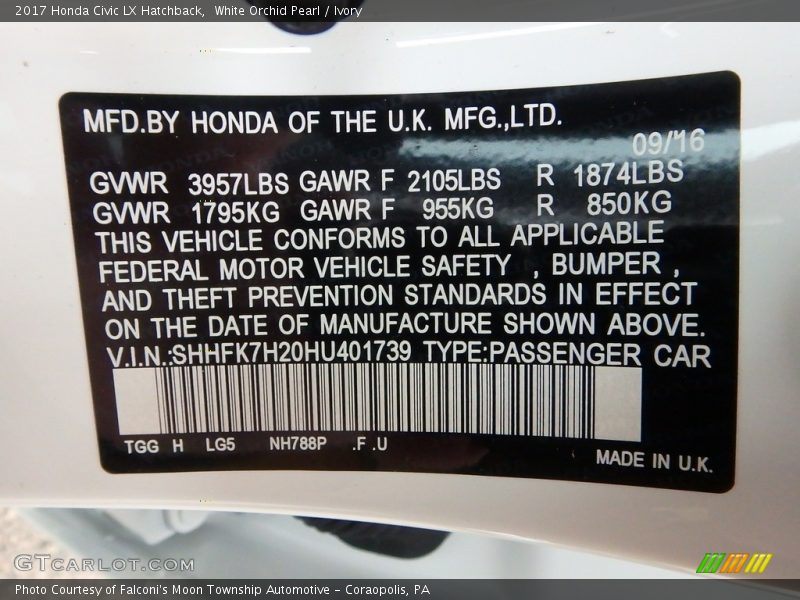 2017 Honda Civic LX Hatchback,  White Orchid Pearl / Ivory
MFD.BY HONDA OF THE U.K. MFG.,LTD.
09/16
GVWR 3957LBS GAWR F 2105LBS R 1874LBS
GVWR 1795KG GAWR F 955KG R 850KG
THIS VEHICLE CONFORMS TO ALL APPLICABLE
FEDERAL MOTOR VEHICLE SAFETY , BUMPER ,
AND THEFT PREVENTION STANDARDS IN EFFECT
ON THE DATE OF MANUFACTURE SHOWN ABOVE.
V.I.N.:SHHFK7H20HU401739 TYPE:PASSENGER CAR
TGG H LG5 NH788P .F .U
MADE IN U.K.
GTCARLOT.COM
Photo Courtesy of Falconi's Moon Township Automotive – Coraopolis, PA